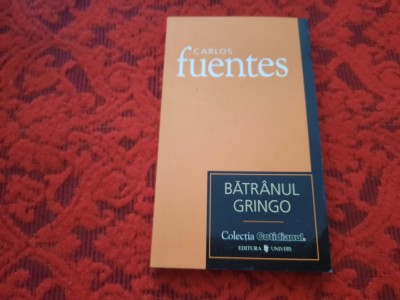 CARLOS
fuentes
BĂTRÂNUL
GRINGO
Colecția Cotidianul.
EDITURA UNIVERS